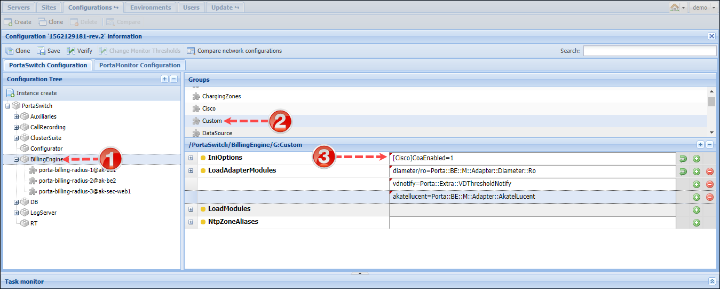 Servers Sites Configurations Environments Users Update demo
Create Clone Delete Compare
Configuration '1562129181-rev.2' information
Clone Save Verify Change Monitor Thresholds Compare network configurations Search:
PortaSwitch Configuration PortaMonitor Configuration
Configuration Tree
Instance create
PortaSwitch
Auxiliaries
CallRecording
ClusterSuite
Configurator
BillingEngine
porta-billing-radius-1@ak-be1
porta-billing-radius-2@ak-be2
porta-billing-radius-3@ak-sec-web1
DB
LogServer
RT
Groups
ChargingZones
Cisco
Custom
DataSource
/PortaSwitch/BillingEngine/G:Custom
IniOptions [Cisco]CoaEnabled=1
LoadAdapterModules diameter/ro=Porta::BE::M::Adapter::Diameter::Ro
vdnotify=Porta::Extra::VDThresholdNotify
akatellucent=Porta::BE::M::Adapter::AkatelLucent
LoadModules
NtpZoneAliases
1
2
3
Task monitor